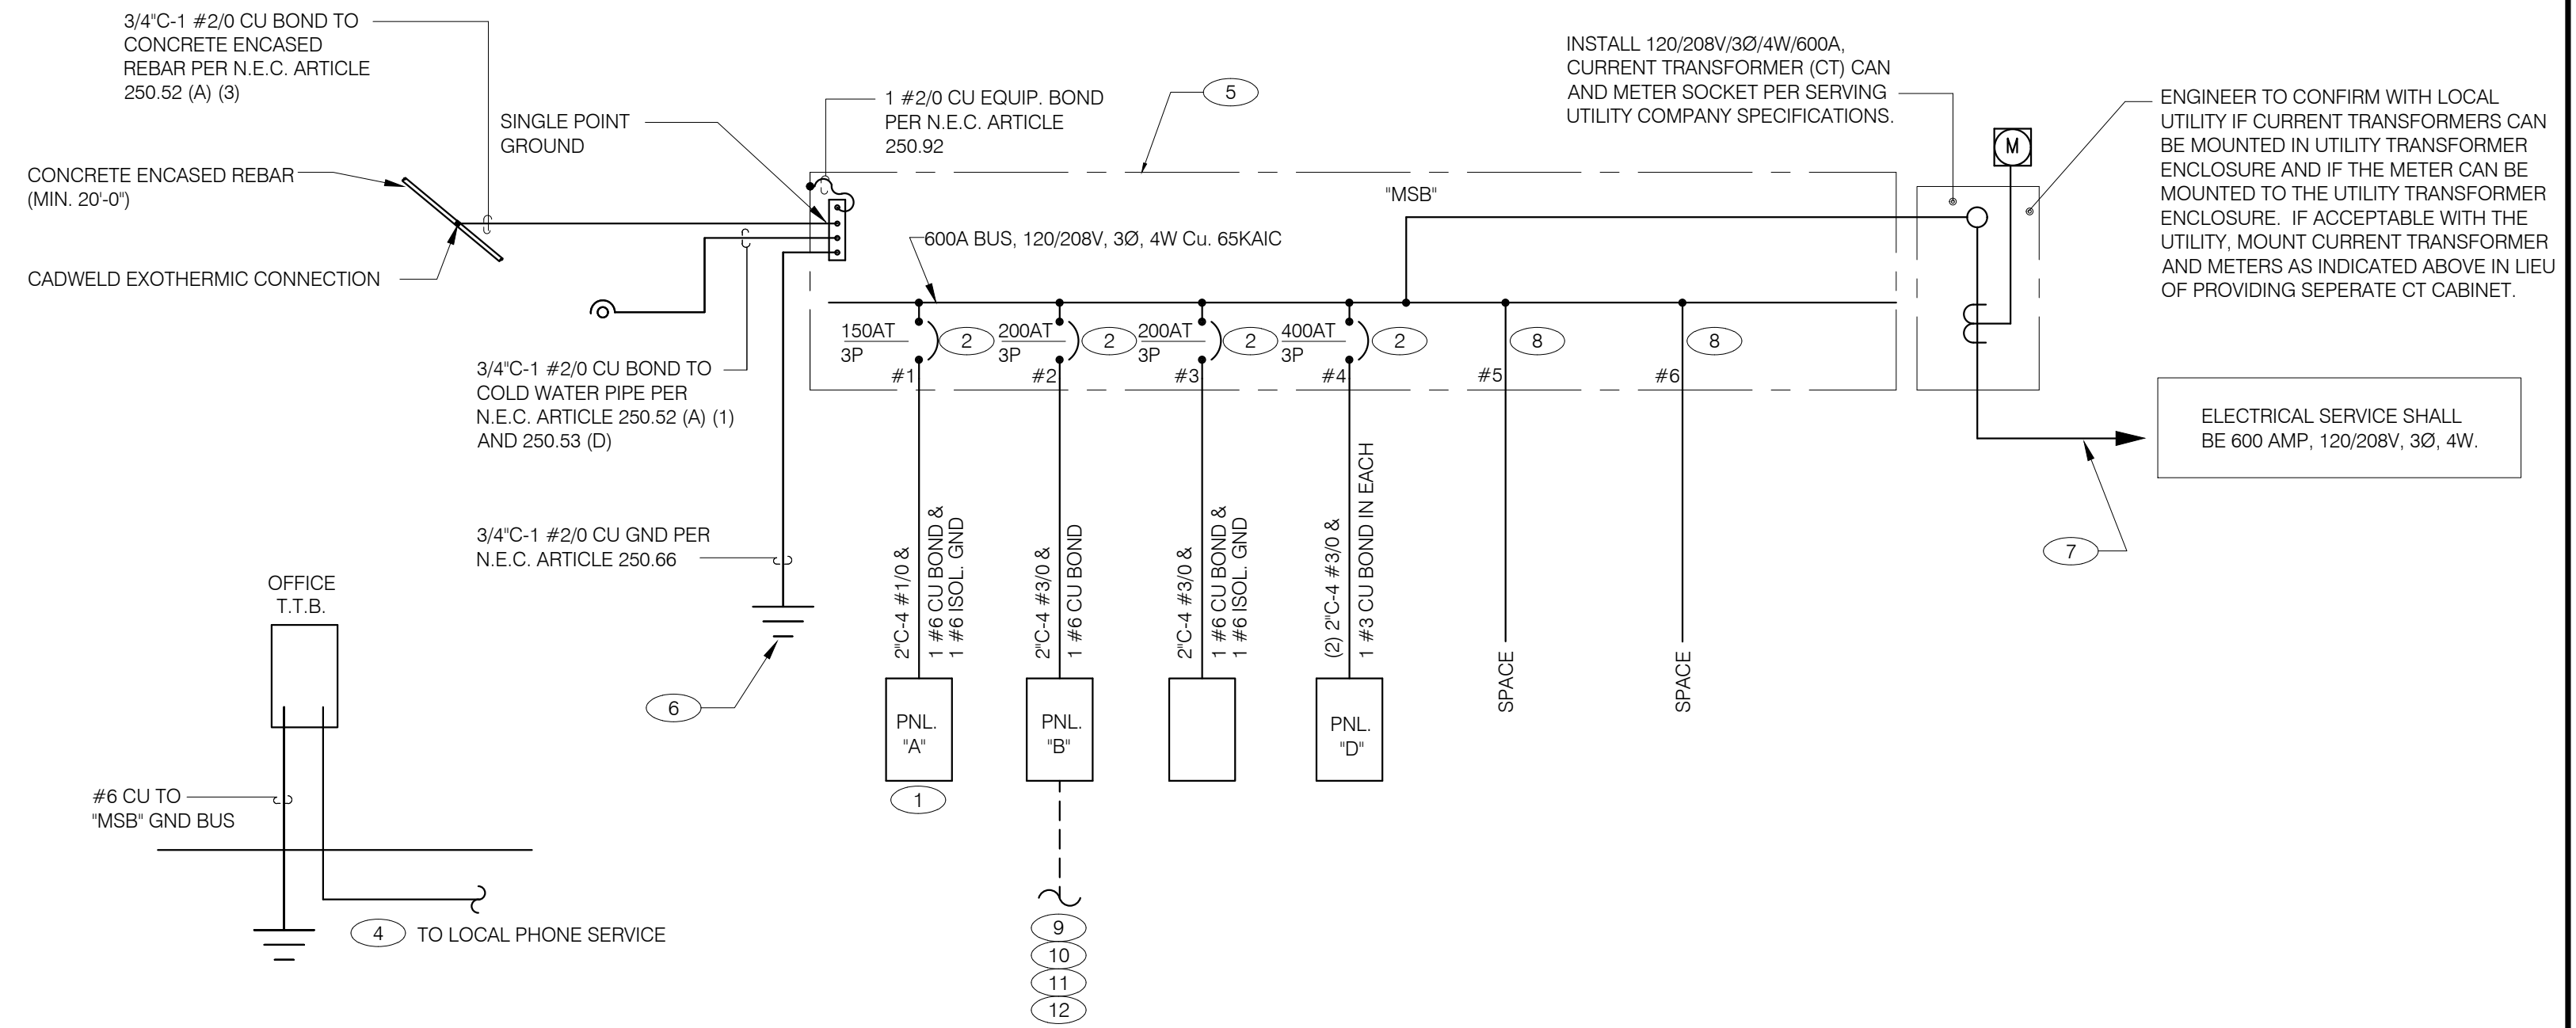 3/4"C-1 #2/0 CU BOND TO
CONCRETE ENCASED
REBAR PER N.E.C. ARTICLE
250.52 (A) (3)
CONCRETE ENCASED REBAR
(MIN. 20'-0")
CADWELD EXOTHERMIC CONNECTION
SINGLE POINT
GROUND
1 #2/0 CU EQUIP. BOND
PER N.E.C. ARTICLE
250.92
5
INSTALL 120/208V/3Ø/4W/600A,
CURRENT TRANSFORMER (CT) CAN
AND METER SOCKET PER SERVING
UTILITY COMPANY SPECIFICATIONS.
M
ENGINEER TO CONFIRM WITH LOCAL
UTILITY IF CURRENT TRANSFORMERS CAN
BE MOUNTED IN UTILITY TRANSFORMER
ENCLOSURE AND IF THE METER CAN BE
MOUNTED TO THE UTILITY TRANSFORMER
ENCLOSURE. IF ACCEPTABLE WITH THE
UTILITY, MOUNT CURRENT TRANSFORMER
AND METERS AS INDICATED ABOVE IN LIEU
OF PROVIDING SEPERATE CT CABINET.
"MSB"
600A BUS, 120/208V, 3Ø, 4W Cu. 65KAIC
150AT
3P
2
#1
200AT
3P
2
#2
200AT
3P
2
#3
400AT
3P
2
#4
8
#5
8
#6
3/4"C-1 #2/0 CU BOND TO
COLD WATER PIPE PER
N.E.C. ARTICLE 250.52 (A) (1)
AND 250.53 (D)
3/4"C-1 #2/0 CU GND PER
N.E.C. ARTICLE 250.66
6
ELECTRICAL SERVICE SHALL
BE 600 AMP, 120/208V, 3Ø, 4W.
7
2"C-4 #1/0 &
1 #6 CU BOND &
1 #6 ISOL. GND
2"C-4 #3/0 &
1 #6 CU BOND
2"C-4 #3/0 &
1 #6 CU BOND &
1 #6 ISOL. GND
(2) 2"C-4 #3/0 &
1 #3 CU BOND IN EACH
SPACE
SPACE
PNL.
"A"
1
PNL.
"B"
PNL.
"D"
9
10
11
12
OFFICE
T.T.B.
#6 CU TO
"MSB" GND BUS
4
TO LOCAL PHONE SERVICE